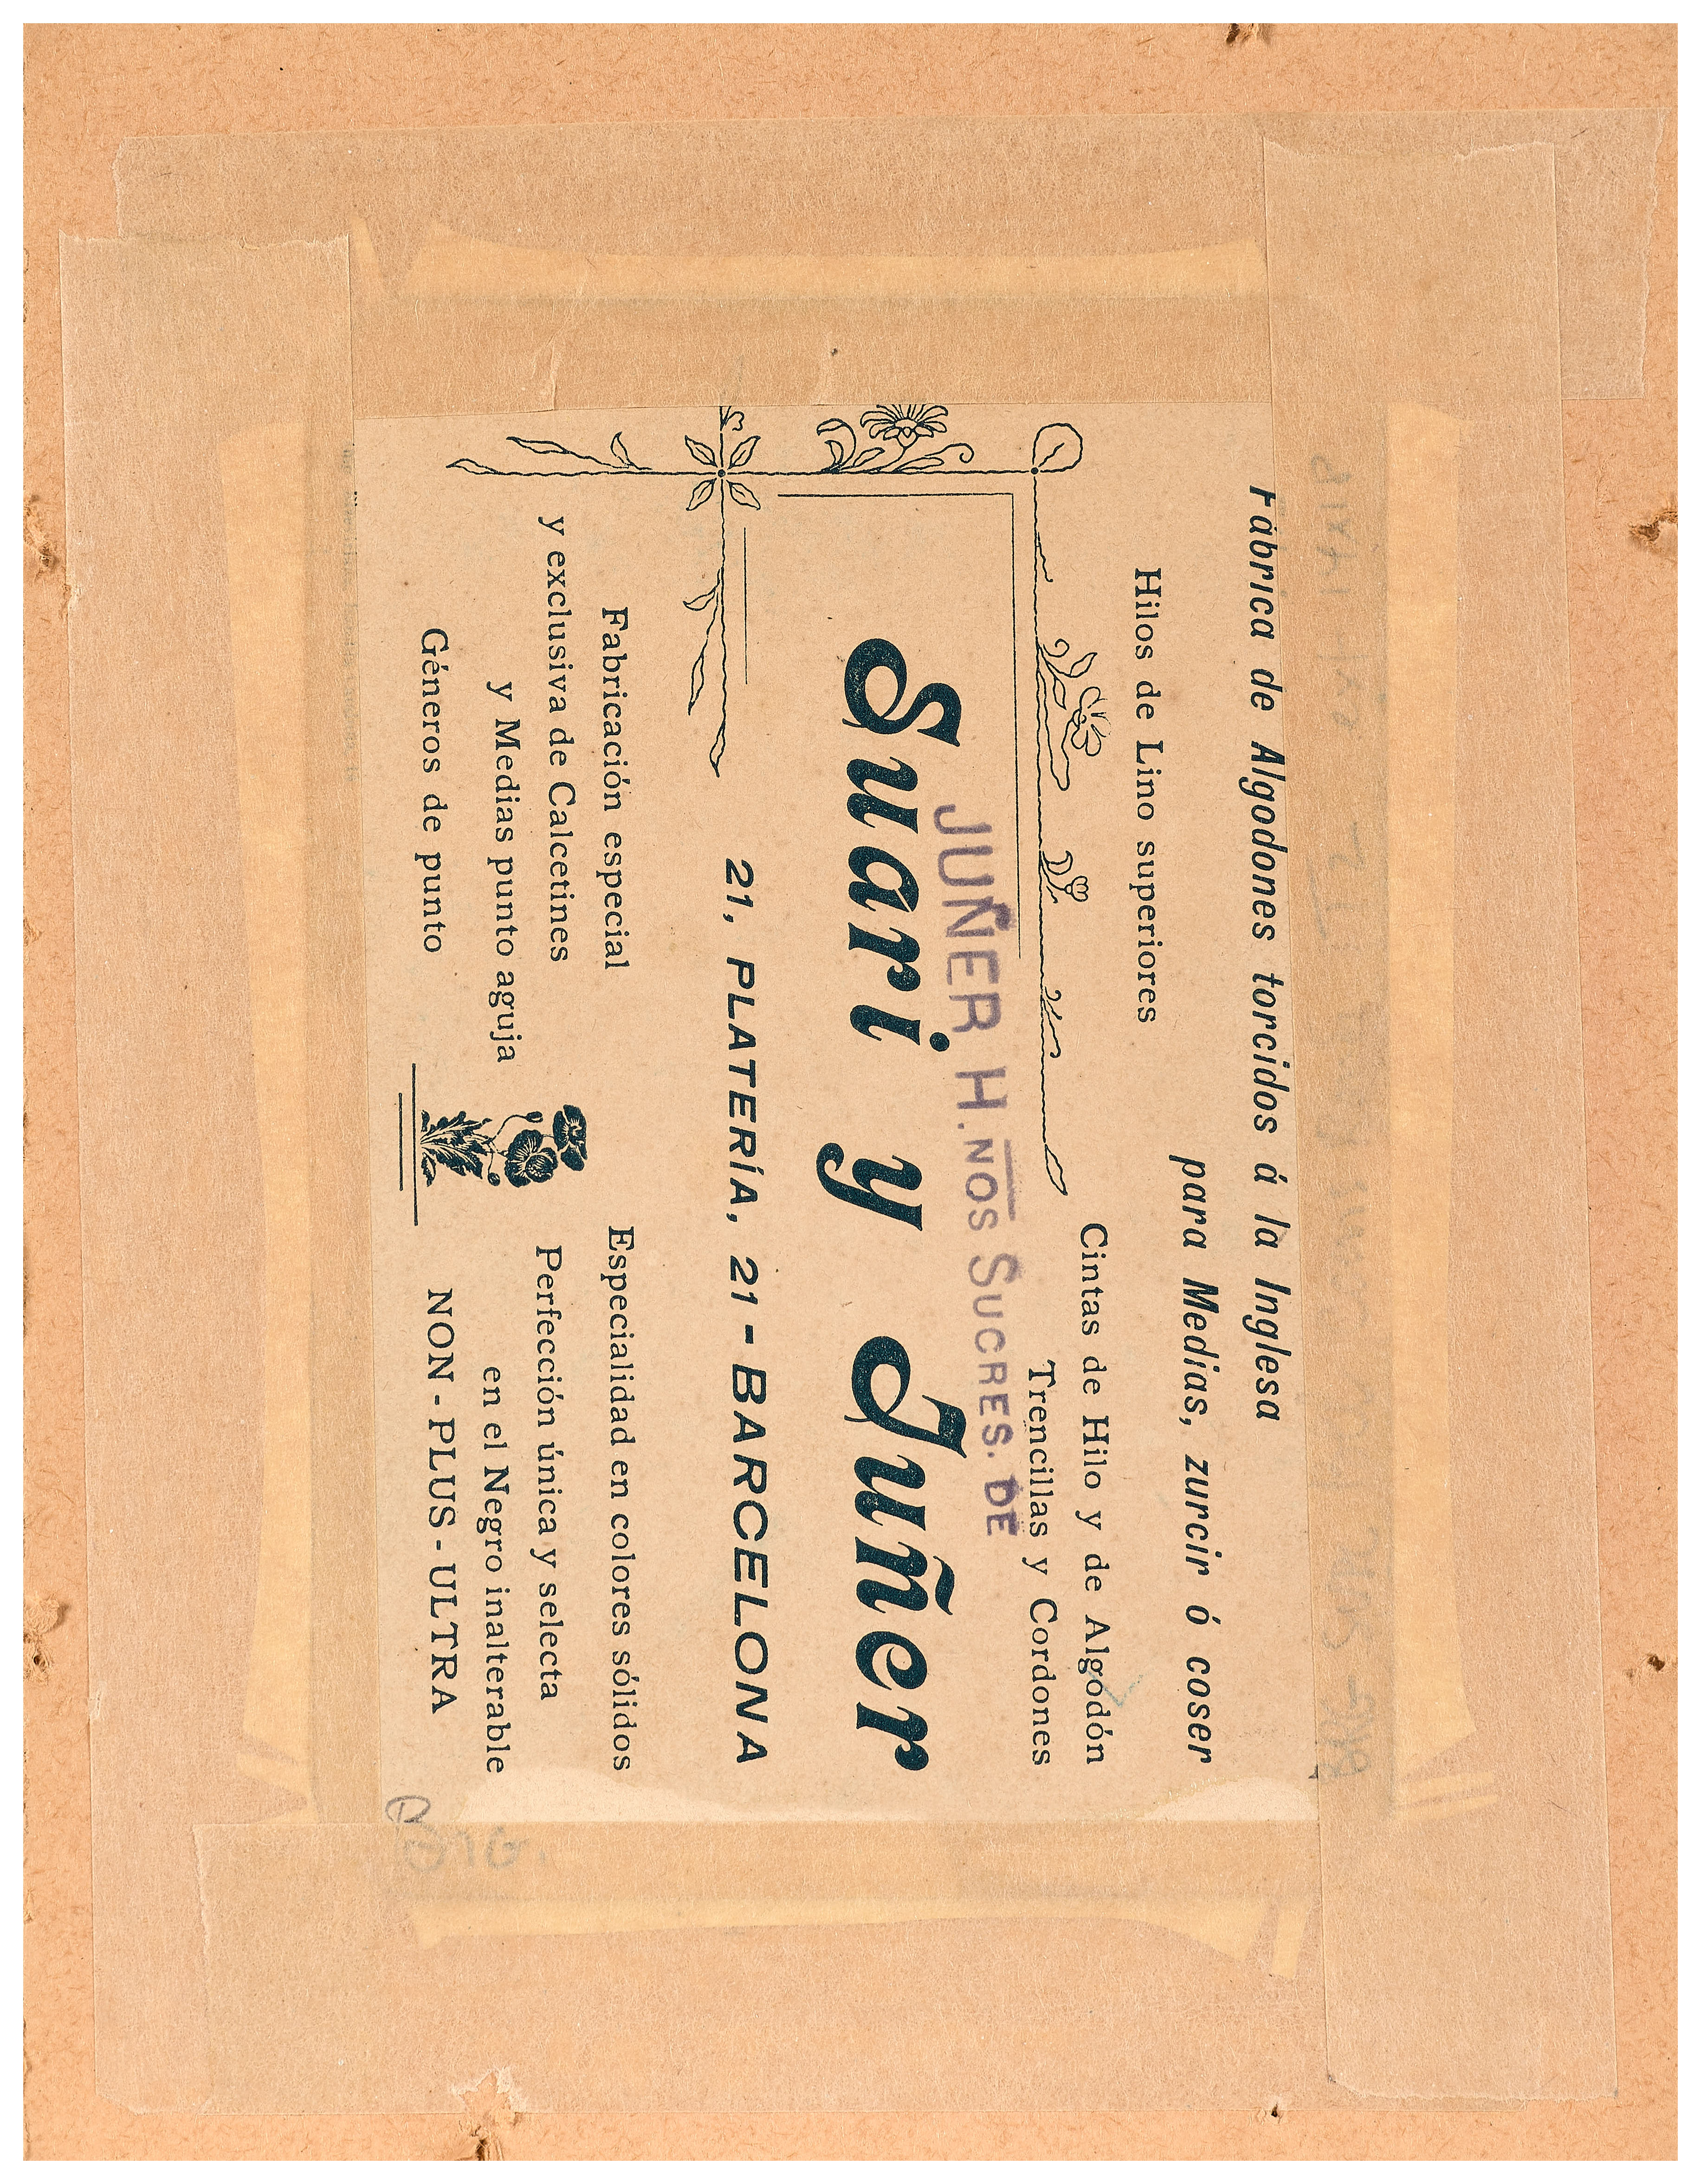 Fábrica de Algodones torcidos á la Inglesa
para Medias, zurcir ó coser
Hilos de Lino superiores
Cintas de Hilo y de Algodón
Trencillas y Cordones
JUÑER H.NOS SUCRES. DE
Suari y Juñer
21, PLATERÍA, 21 - BARCELONA
Fabricación especial
y exclusiva de Calcetines
y Medias punto aguja
Géneros de punto
Especialidad en colores sólidos
Perfección única y selecta
en el Negro inalterable
NON - PLUS - ULTRA